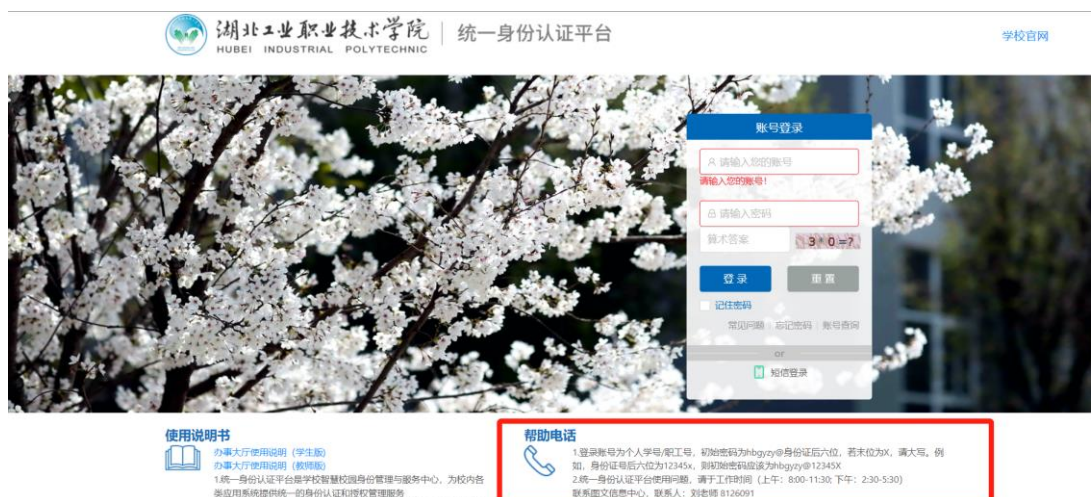 湖北工业职业技术学院 统一身份认证平台
HUBEI INDUSTRIAL POLYTECHNIC
学校官网
账号登录
请输入您的账号
请输入您的账号！
请输入密码
算术答案 3*0=?
登录 重置
记住密码
常见问题 | 忘记密码 | 账号查询
or
短信登录
使用说明书
办事大厅使用说明（学生版）
办事大厅使用说明（教师版）
1.统一身份认证平台是学校智慧校园身份管理与服务中心，为校内各
类应用系统提供统一的身份认证和授权管理服务
帮助电话
1.登录账号为个人学号/职工号，初始密码为hbgyzy@身份证后六位，若末位为X，请大写。例
如，身份证号后六位为12345x，则初始密码应该为hbgyzy@12345X
2.统一身份认证平台使用问题，请于工作时间（上午：8:00-11:30; 下午：2:30-5:30)
联系图文信息中心，联系人：刘老师 8126091